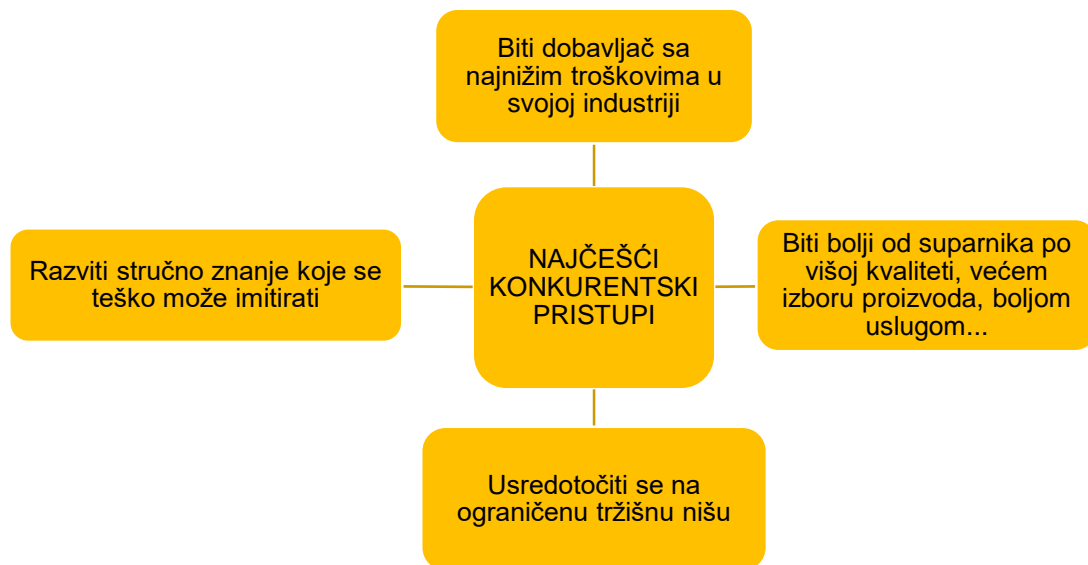 Biti dobavljač sa
najnižim troškovima u
svojoj industriji
Razviti stručno znanje koje se
teško može imitirati
NAJČEŠĆI
KONKURENTSKI
PRISTUPI
Biti bolji od suparnika po
višoj kvaliteti, većem
izboru proizvoda, boljom
uslugom...
Usredotočiti se na
ograničenu tržišnu nišu